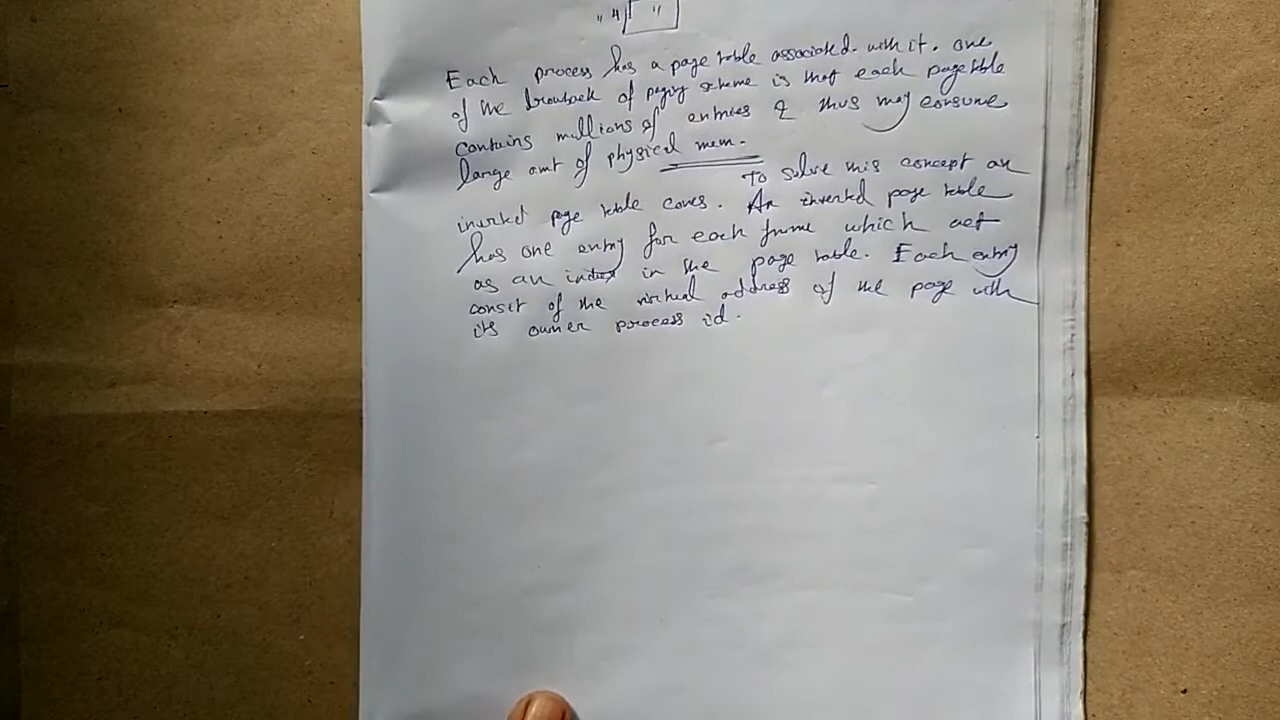 " 4 "
Each process has a page table associated with it. one
of the drawback of paging scheme is that each page table
contains millions of entries & thus may consume
large amt of physical mem.
To solve this concept an
inverted page table comes. An inverted page table
has one entry for each frame which act
as an index in the page table. Each entry
consist of the virtual address of the page with
its owner process id.